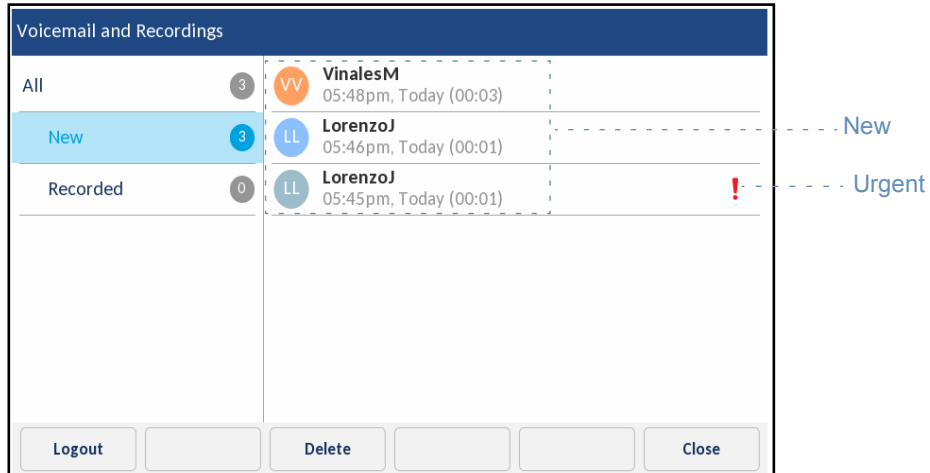 Voicemail and Recordings
All 3
New 3
Recorded 0
VV VinalesM
05:48pm, Today (00:03)
LL LorenzoJ
05:46pm, Today (00:01)
LL LorenzoJ
05:45pm, Today (00:01) !
New
Urgent
Logout Delete Close